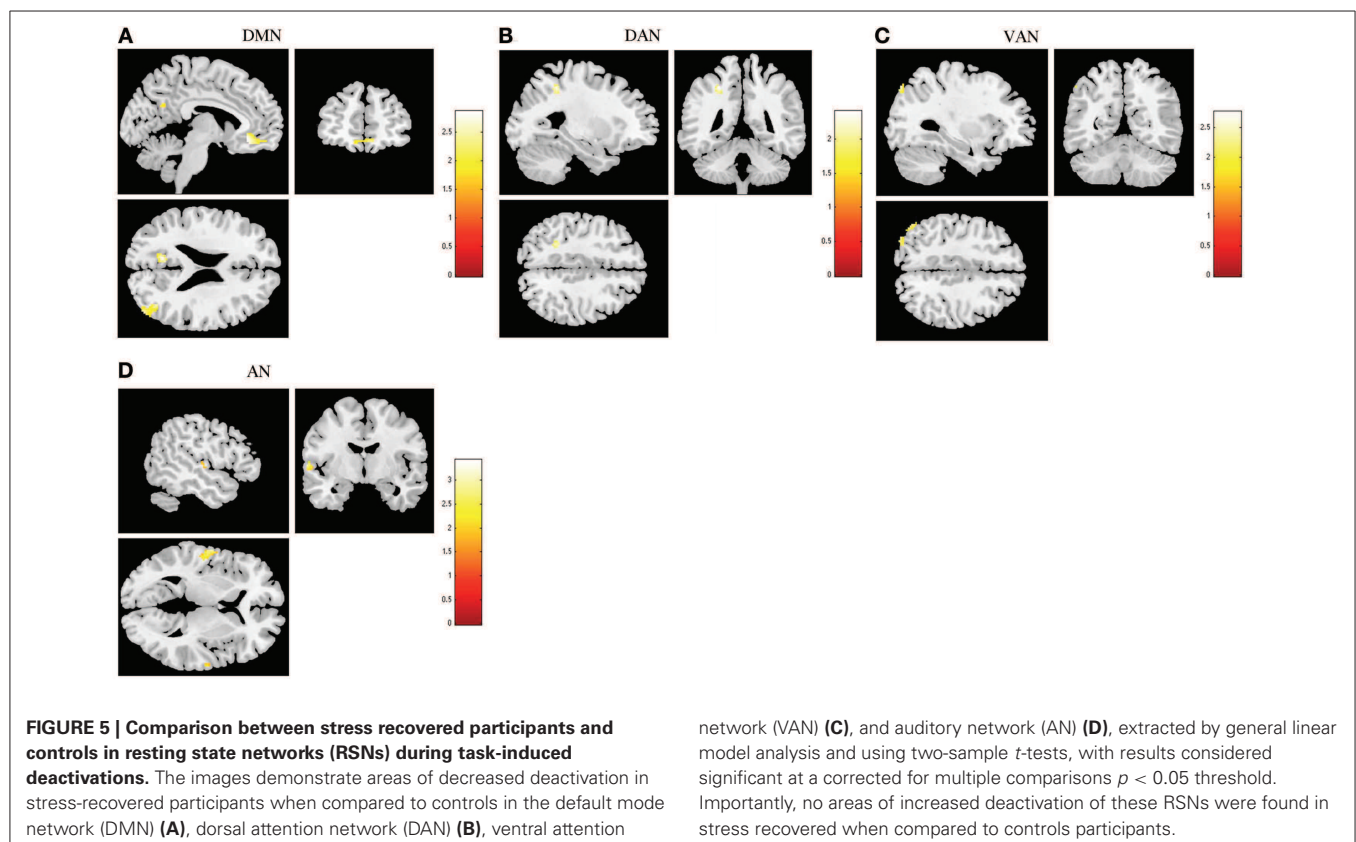 A DMN
B DAN
C VAN
2.5
2
1.5
1
0.5
0
2
1.5
1
0.5
0
2.5
2
1.5
1
0.5
0
D AN
3
2.5
2
1.5
1
0.5
0
FIGURE 5 | Comparison between stress recovered participants and
controls in resting state networks (RSNs) during task-induced
deactivations. The images demonstrate areas of decreased deactivation in
stress-recovered participants when compared to controls in the default mode
network (DMN) (A), dorsal attention network (DAN) (B), ventral attention
network (VAN) (C), and auditory network (AN) (D), extracted by general linear
model analysis and using two-sample t-tests, with results considered
significant at a corrected for multiple comparisons p < 0.05 threshold.
Importantly, no areas of increased deactivation of these RSNs were found in
stress recovered when compared to controls participants.